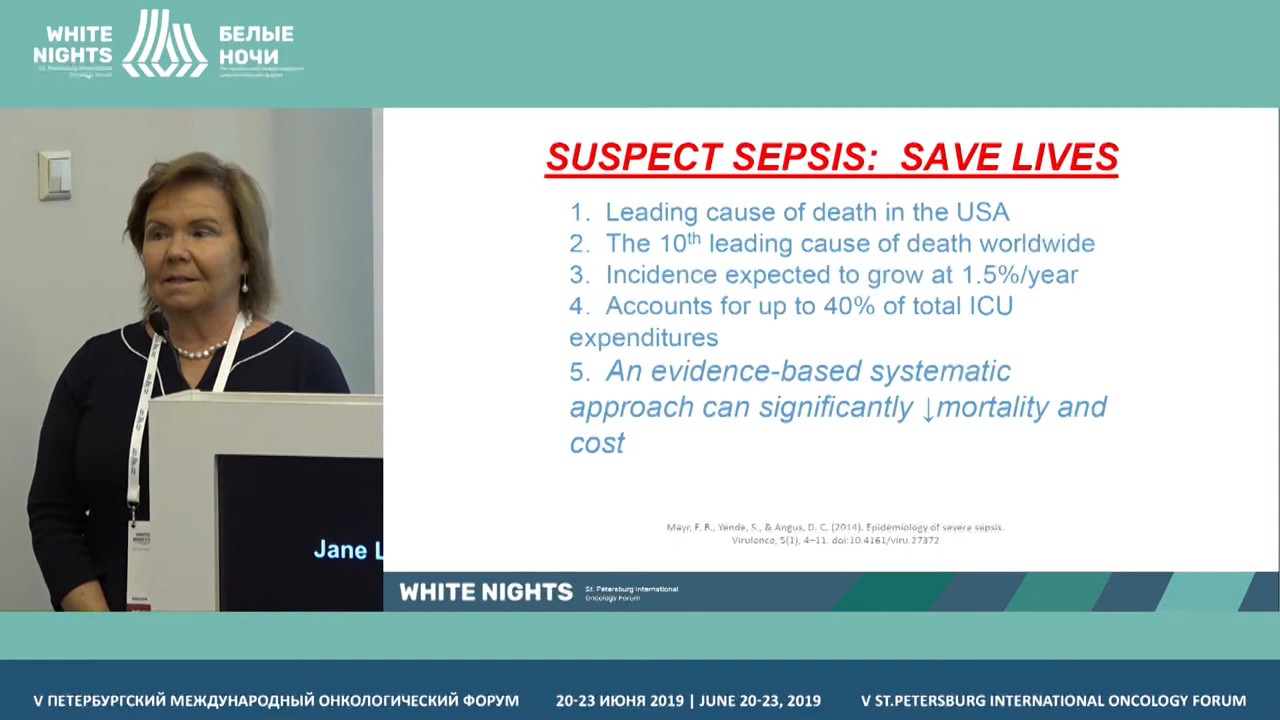 WHITE
NIGHTS
St. Petersburg International
Oncology Forum
БЕЛЫЕ
НОЧИ
SUSPECT SEPSIS: SAVE LIVES
1. Leading cause of death in the USA
2. The 10th leading cause of death worldwide
3. Incidence expected to grow at 1.5%/year
4. Accounts for up to 40% of total ICU
expenditures
5. An evidence-based systematic
approach can significantly ↓mortality and
cost
Mayr, F. B., Yende, S., & Angus, D. C. (2014). Epidemiology of severe sepsis.
Virulence, 5(1), 4–11. doi:10.4161/viru.27372
Jane L
WHITE NIGHTS
St. Petersburg International
Oncology Forum
V ПЕТЕРБУРГСКИЙ МЕЖДУНАРОДНЫЙ ОНКОЛОГИЧЕСКИЙ ФОРУМ
20-23 ИЮНЯ 2019 | JUNE 20-23, 2019
V ST.PETERSBURG INTERNATIONAL ONCOLOGY FORUM